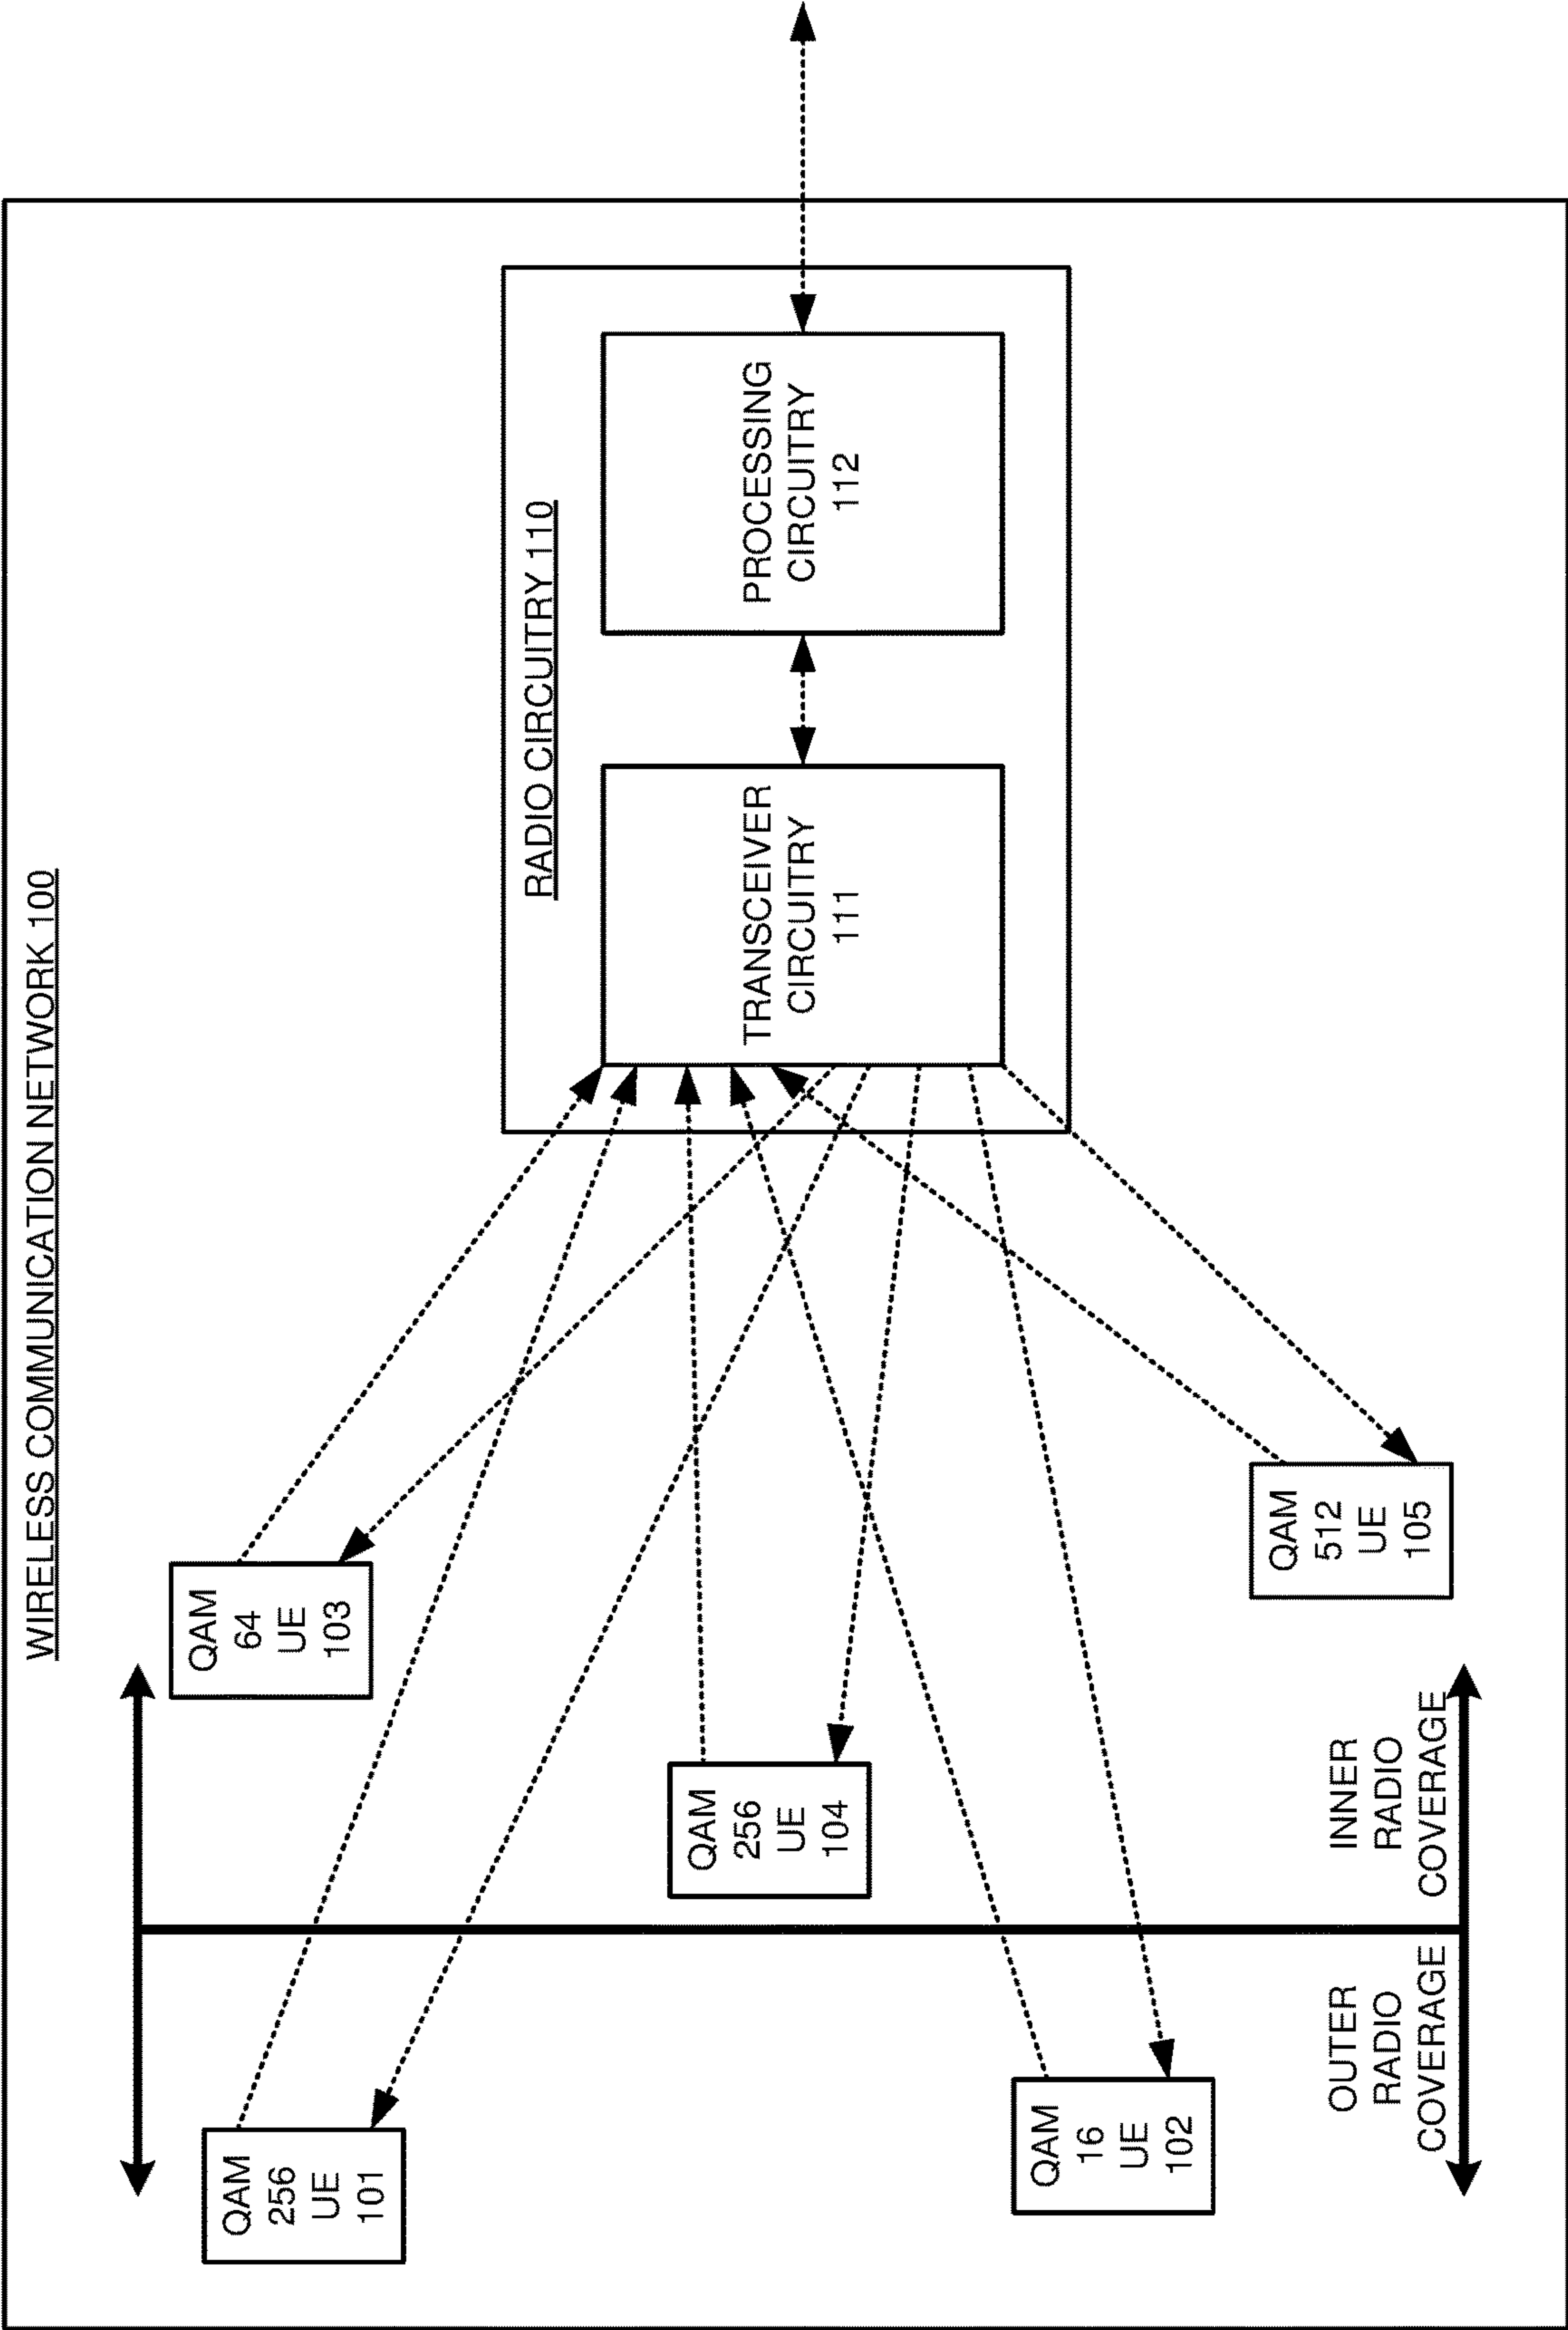 WIRELESS COMMUNICATION NETWORK 100
QAM
256
UE
101
QAM
16
UE
102
QAM
64
UE
103
QAM
256
UE
104
QAM
512
UE
105
RADIO CIRCUITRY 110
TRANSCEIVER
CIRCUITRY
111
PROCESSING
CIRCUITRY
112
OUTER
RADIO
COVERAGE
INNER
RADIO
COVERAGE